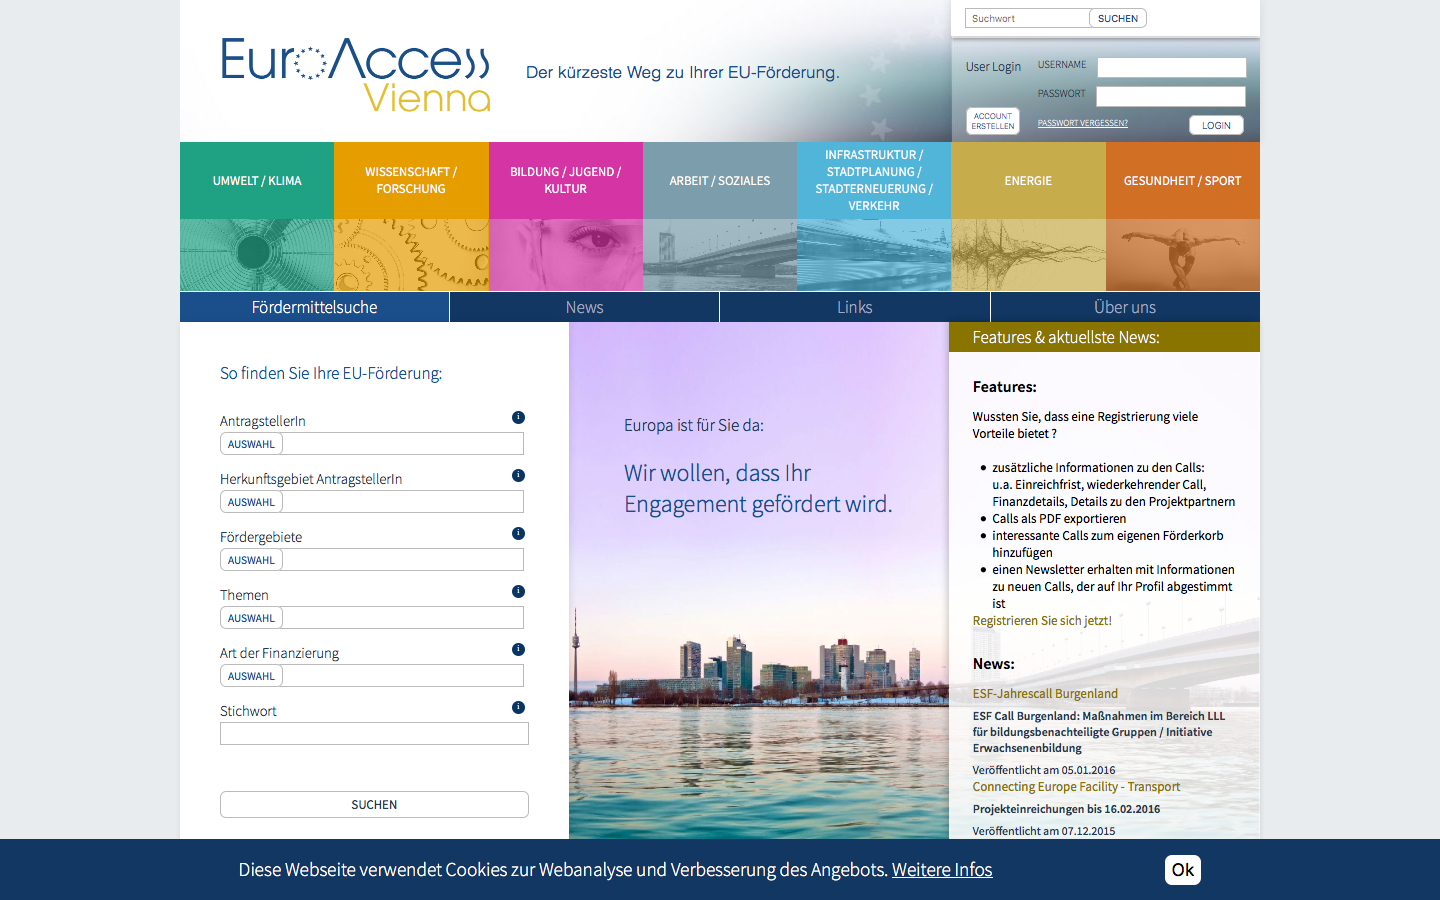 EuroAccess
Vienna
Der kürzeste Weg zu Ihrer EU-Förderung.
Suchwort
SUCHEN
User Login
USERNAME
PASSWORT
ACCOUNT
ERSTELLEN
PASSWORT VERGESSEN?
LOGIN
UMWELT / KLIMA
WISSENSCHAFT /
FORSCHUNG
BILDUNG / JUGEND /
KULTUR
ARBEIT / SOZIALES
INFRASTRUKTUR /
STADTPLANUNG /
STADTERNEUERUNG /
VERKEHR
ENERGIE
GESUNDHEIT / SPORT
Fördermittelsuche
News
Links
Über uns
So finden Sie Ihre EU-Förderung:
AntragstellerIn
i
AUSWAHL
Herkunftsgebiet AntragstellerIn
i
AUSWAHL
Fördergebiete
i
AUSWAHL
Themen
i
AUSWAHL
Art der Finanzierung
i
AUSWAHL
Stichwort
i
SUCHEN
Europa ist für Sie da:
Wir wollen, dass Ihr
Engagement gefördert wird.
Features & aktuellste News:
Features:
Wussten Sie, dass eine Registrierung viele
Vorteile bietet ?
• zusätzliche Informationen zu den Calls:
u.a. Einreichfrist, wiederkehrender Call,
Finanzdetails, Details zu den Projektpartnern
• Calls als PDF exportieren
• interessante Calls zum eigenen Förderkorb
hinzufügen
• einen Newsletter erhalten mit Informationen
zu neuen Calls, der auf Ihr Profil abgestimmt
ist
Registrieren Sie sich jetzt!
News:
ESF-Jahrescall Burgenland
ESF Call Burgenland: Maßnahmen im Bereich LLL
für bildungsbenachteiligte Gruppen / Initiative
Erwachsenenbildung
Veröffentlicht am 05.01.2016
Connecting Europe Facility - Transport
Projekteinreichungen bis 16.02.2016
Veröffentlicht am 07.12.2015
Diese Webseite verwendet Cookies zur Webanalyse und Verbesserung des Angebots. Weitere Infos
Ok